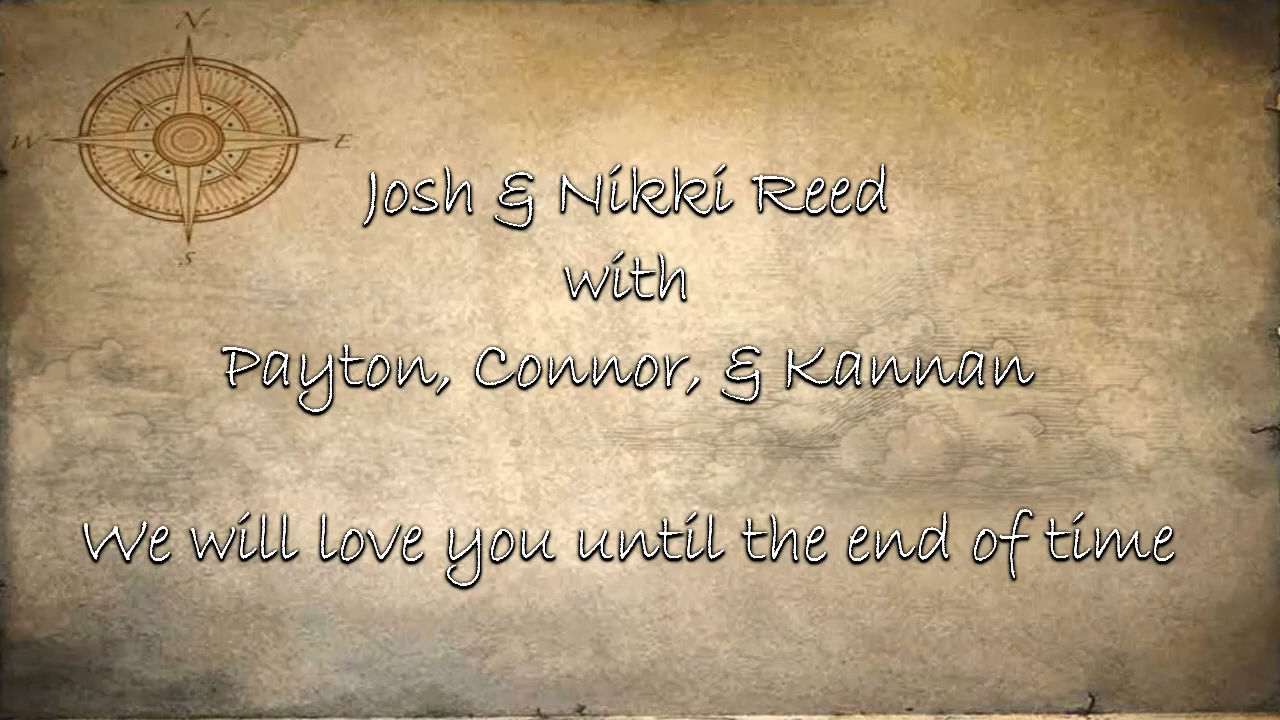 N
W E
S
Josh & Nikki Reed
with
Payton, Connor, & Kannan
We will love you until the end of time